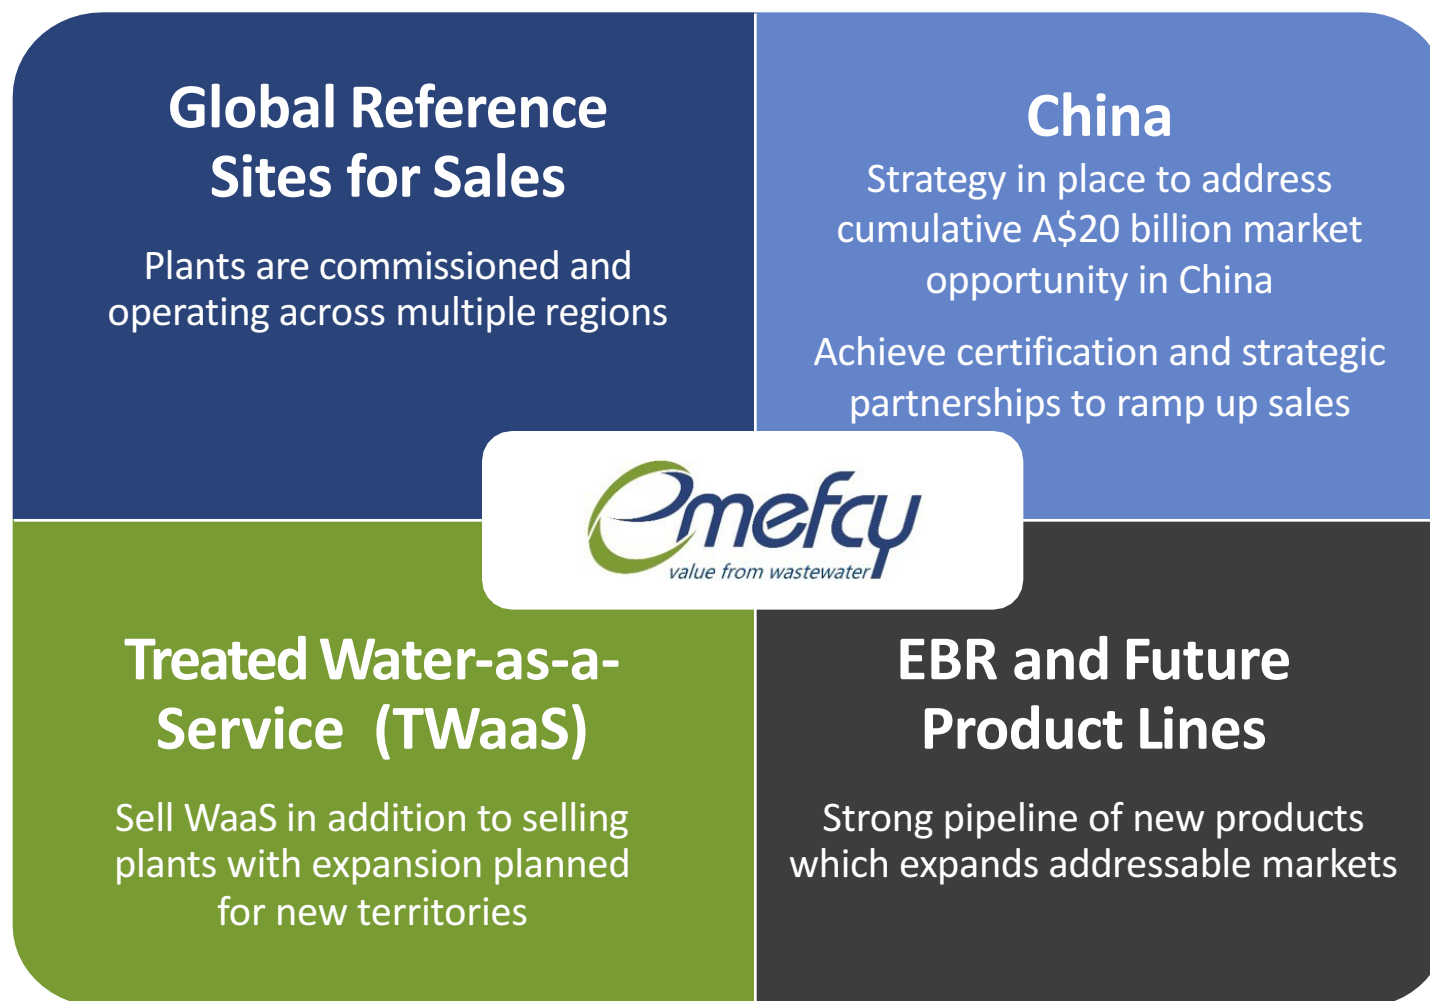 Global Reference
Sites for Sales
Plants are commissioned and
operating across multiple regions
China
Strategy in place to address
cumulative A$20 billion market
opportunity in China
Achieve certification and strategic
partnerships to ramp up sales
emefcy
value from wastewater
Treated Water-as-a-
Service (TWaaS)
Sell WaaS in addition to selling
plants with expansion planned
for new territories
EBR and Future
Product Lines
Strong pipeline of new products
which expands addressable markets